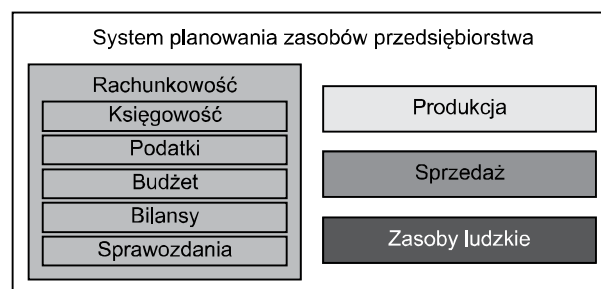 System planowania zasobów przedsiębiorstwa
Rachunkowość
Księgowość
Podatki
Budżet
Bilansy
Sprawozdania
Produkcja
Sprzedaż
Zasoby ludzkie